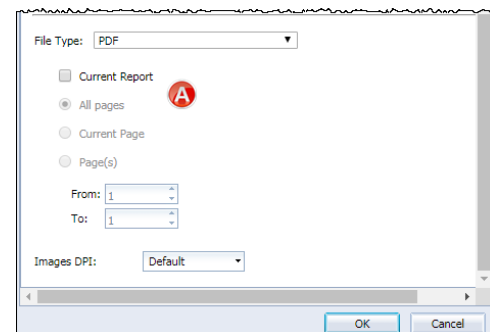 File Type: PDF
Current Report
A
All pages
Current Page
Page(s)
From: 1
To: 1
Images DPI: Default
OK Cancel